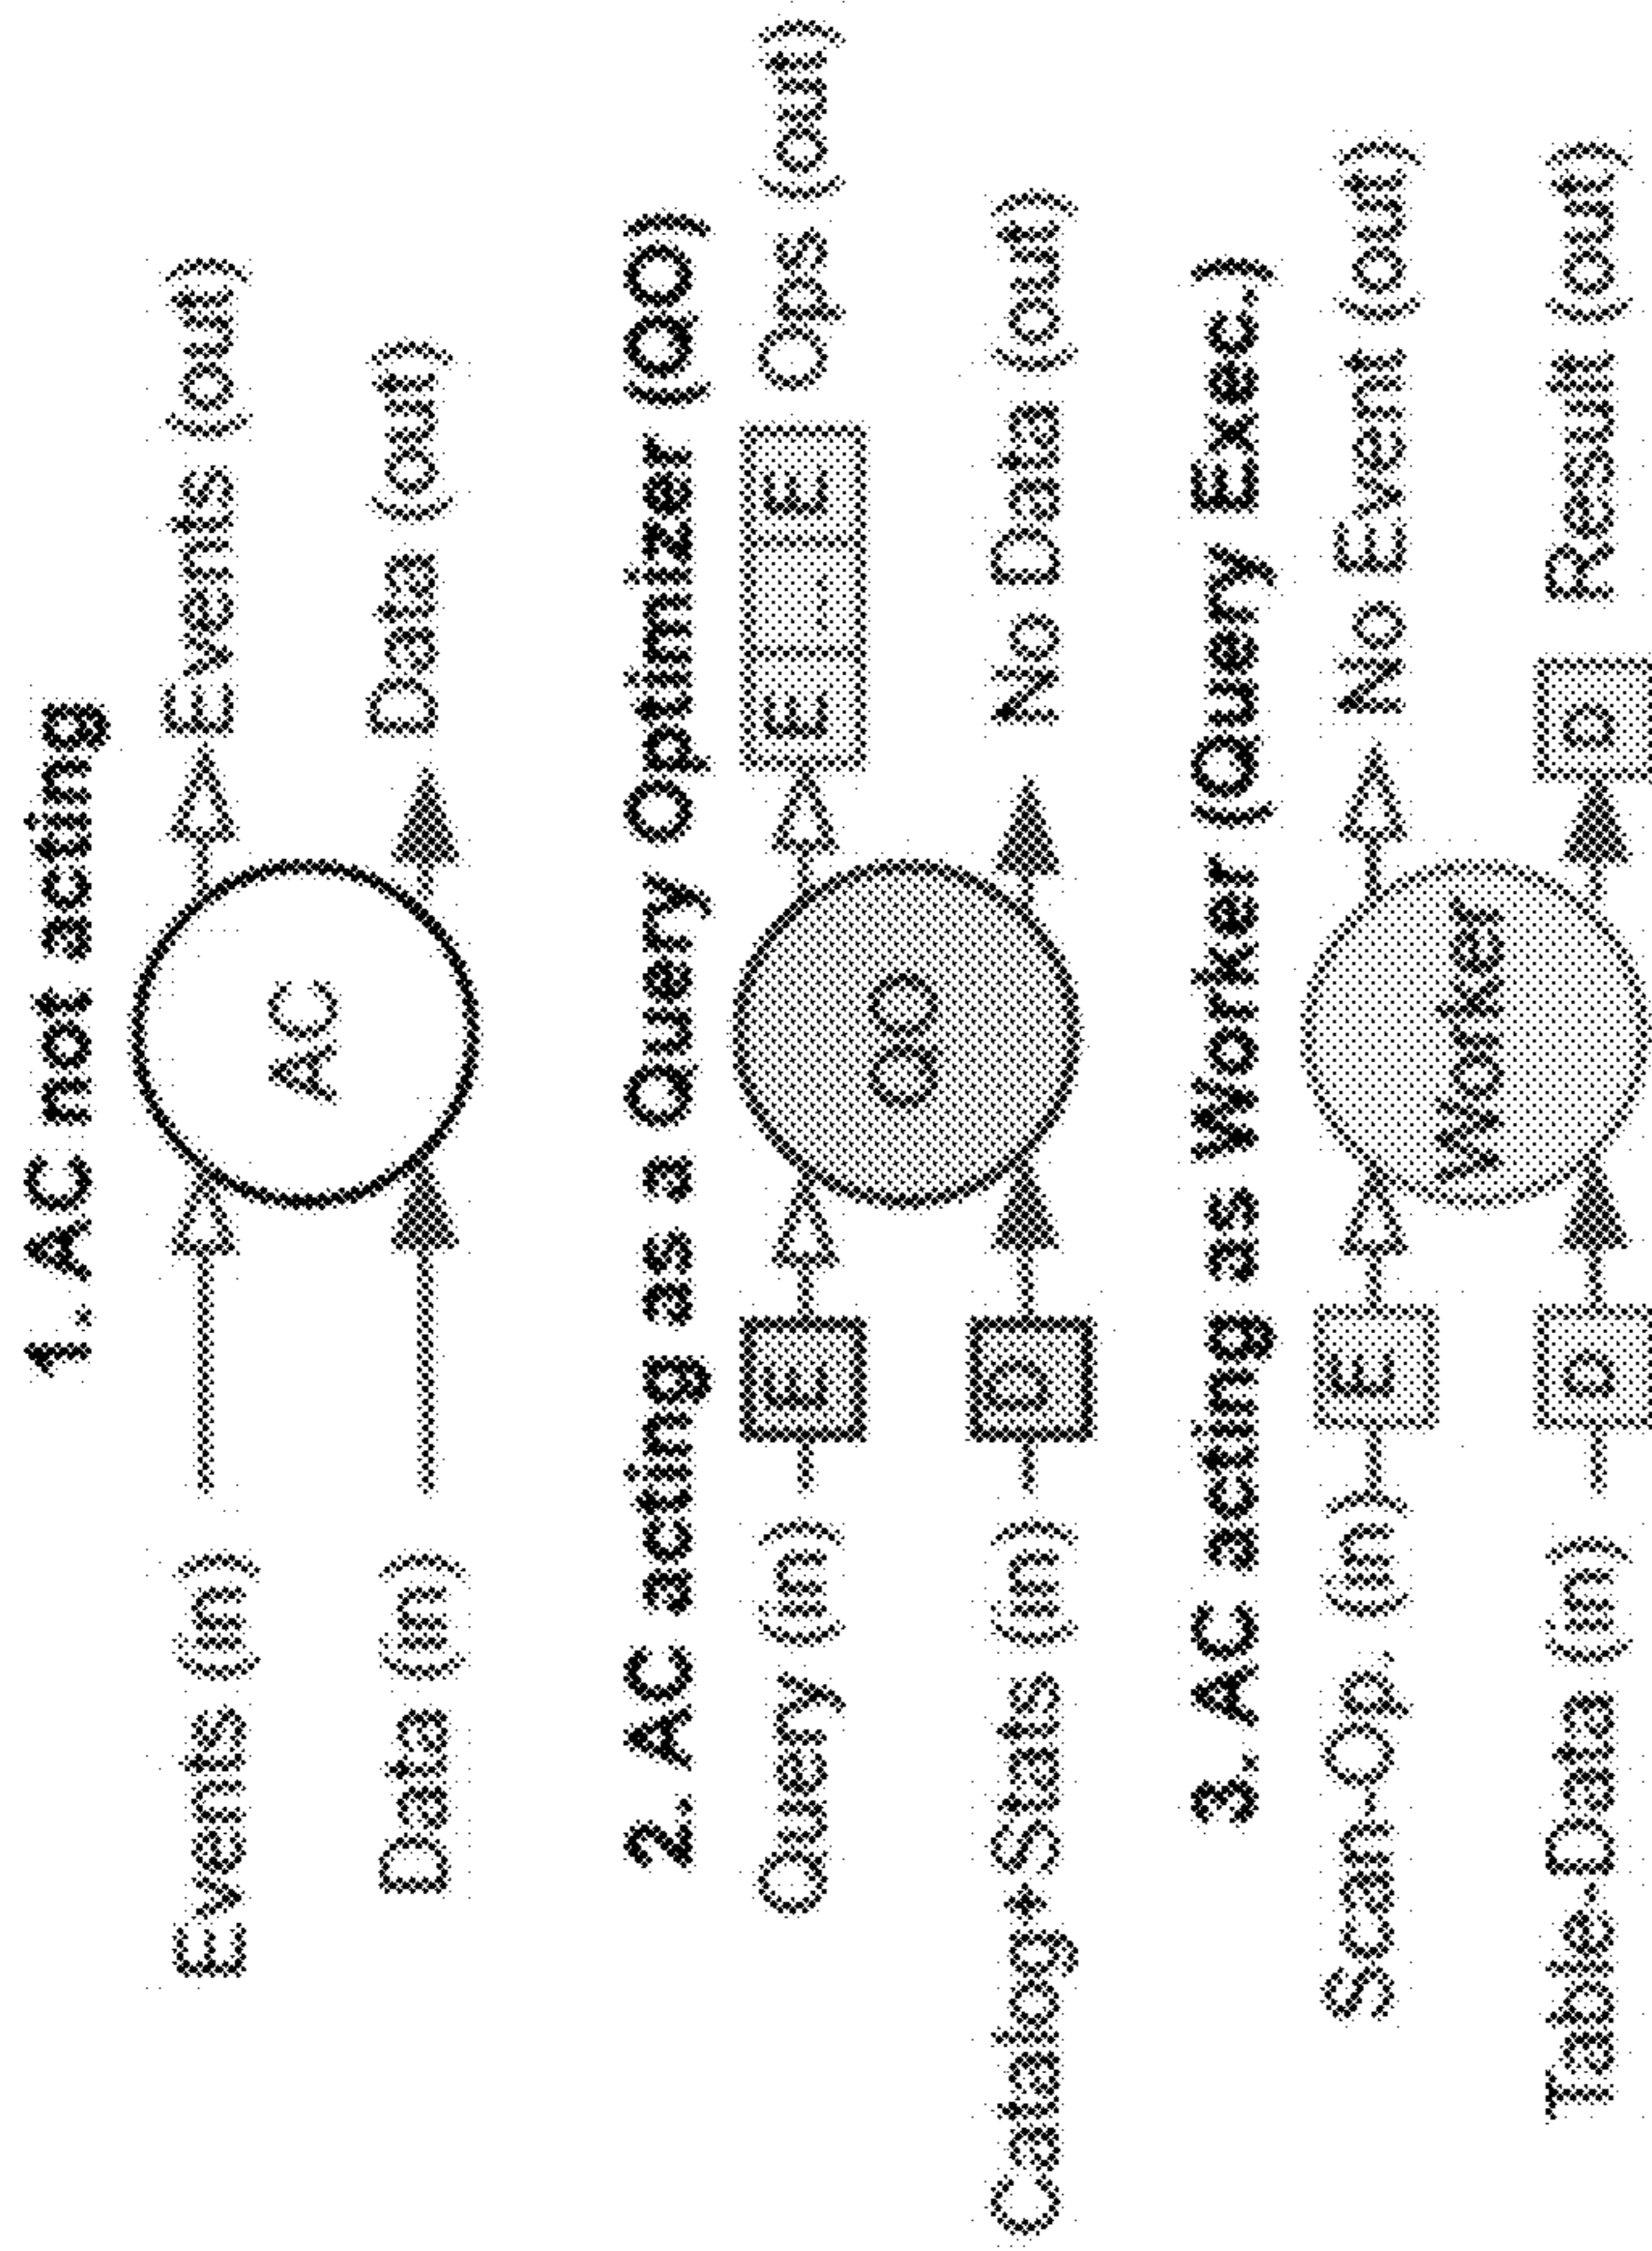 1. AC not acting
Events (in) AC Events (out)
Data (in) Data (out)
2. AC acting as a Query Optimizer (QO)
Query (in) E QO E ... E Ops (out)
Catalog+Stats (in) D No Data (out)
3. AC acting as Worker (Query Exec.)
Scan-Op. (in) E Worker No Event (out)
Table-Data (in) D D Result (out)